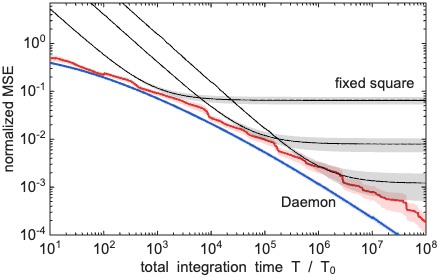 normalized MSE
10⁰
10⁻¹
10⁻²
10⁻³
10⁻⁴
fixed square
Daemon
10¹ 10² 10³ 10⁴ 10⁵ 10⁶ 10⁷ 10⁸
total integration time T / T₀